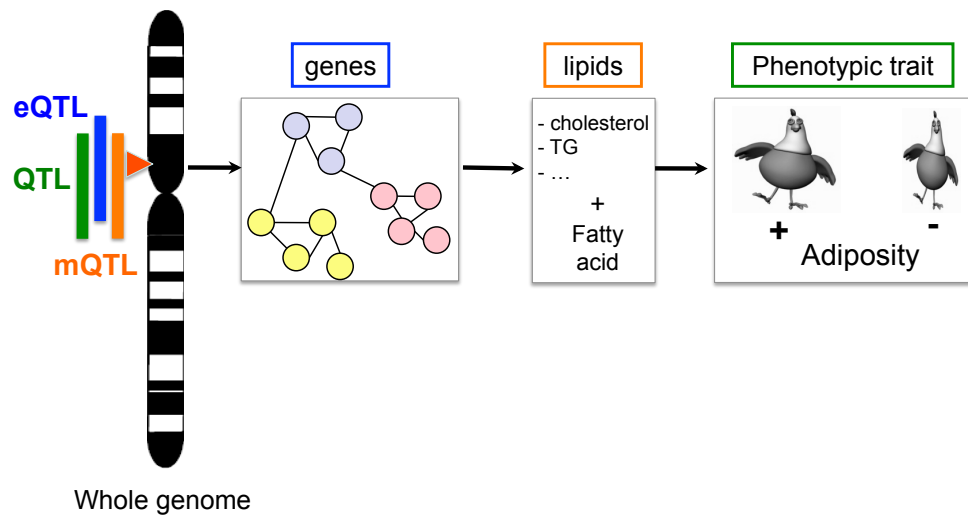 genes
lipids
Phenotypic trait
eQTL
QTL
mQTL
- cholesterol
- TG
- ...
+
Fatty
acid
+
-
Adiposity
Whole genome